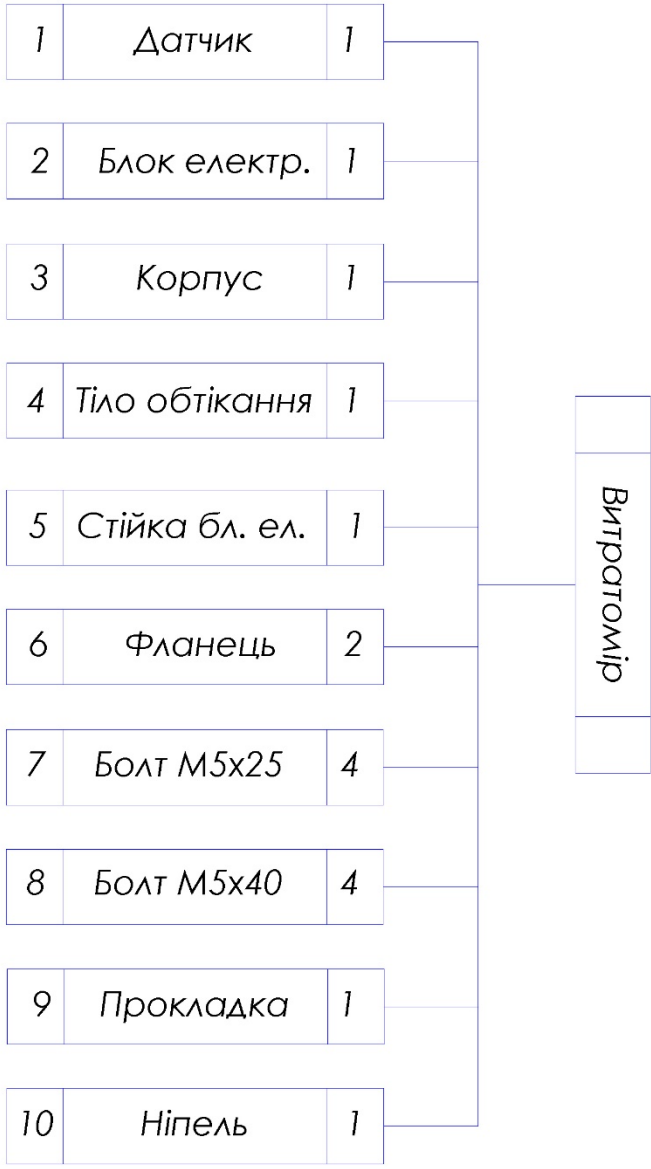 1 Датчик 1
2 Блок електр. 1
3 Корпус 1
4 Тіло обтікання 1
5 Стійка бл. ел. 1
6 Фланець 2
7 Болт М5х25 4
8 Болт М5х40 4
9 Прокладка 1
10 Ніпель 1
Витратомір